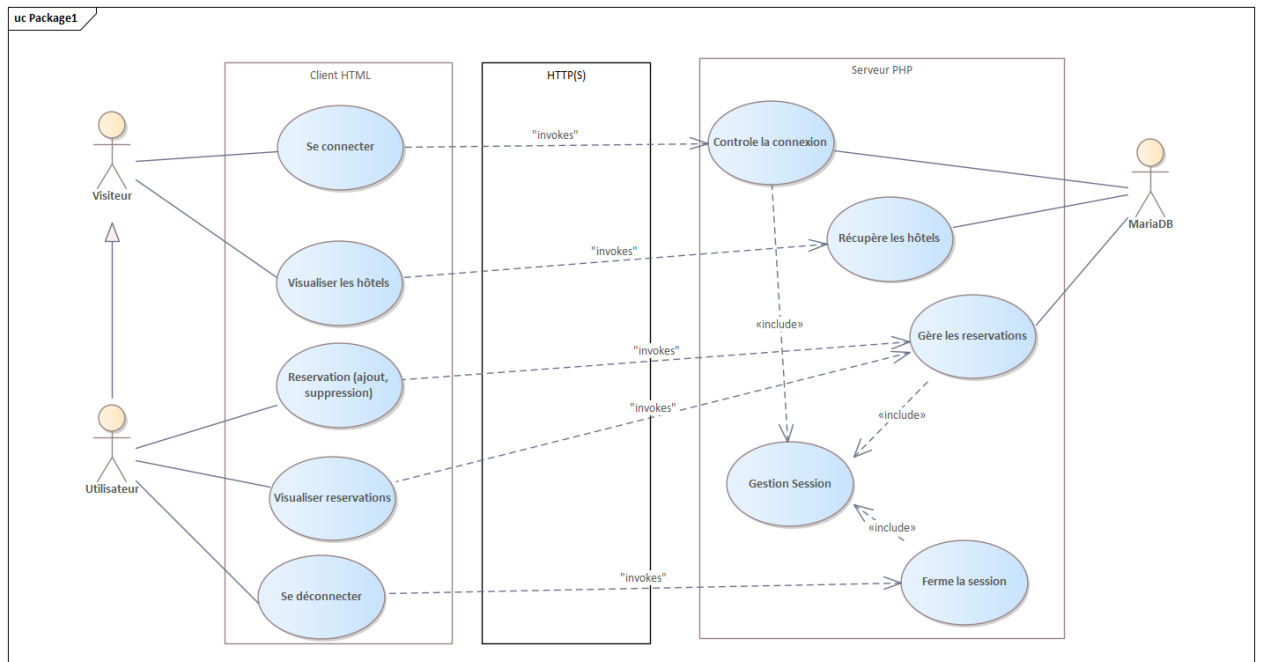 uc Package1
Client HTML
HTTP(S)
Serveur PHP
Se connecter
"invokes"
Controle la connexion
Visiteur
MariaDB
Récupère les hôtels
"invokes"
Visualiser les hôtels
«include»
Gère les reservations
"invokes"
Reservation (ajout,
suppression)
"invokes"
«include»
Utilisateur
Visualiser reservations
Gestion Session
«include»
"invokes"
Se déconnecter
Ferme la session